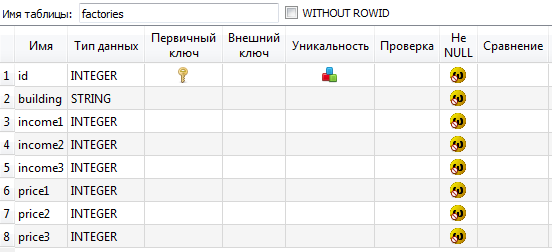 Имя таблицы: factories WITHOUT ROWID
Имя Тип данных Первичный ключ Внешний ключ Уникальность Проверка Не NULL Сравнение
1 id INTEGER
2 building STRING
3 income1 INTEGER
4 income2 INTEGER
5 income3 INTEGER
6 price1 INTEGER
7 price2 INTEGER
8 price3 INTEGER